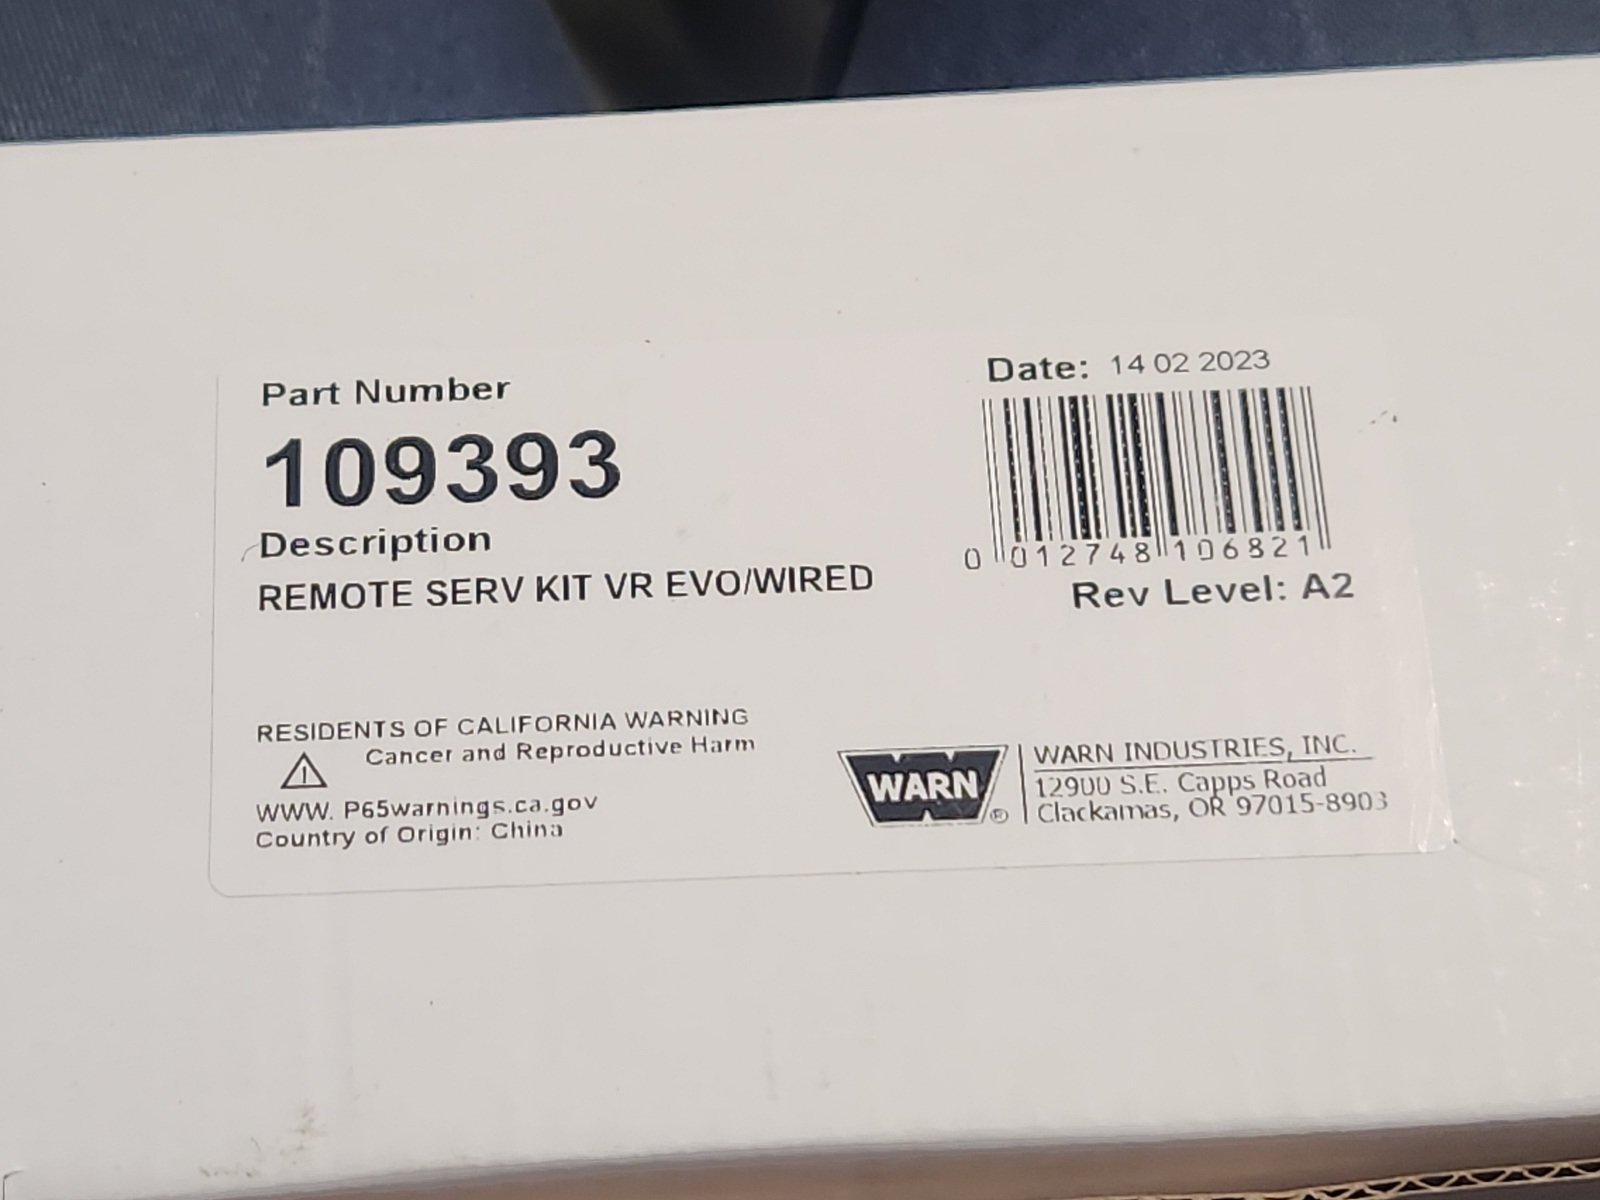 Part Number
109393
Description
REMOTE SERV KIT VR EVO/WIRED
Date: 14 02 2023
0 012748 106821
Rev Level: A2
RESIDENTS OF CALIFORNIA WARNING
Cancer and Reproductive Harm
WWW. P65warnings.ca.gov
Country of Origin: China
WARN
®
WARN INDUSTRIES, INC.
12900 S.E. Capps Road
Clackamas, OR 97015-8903